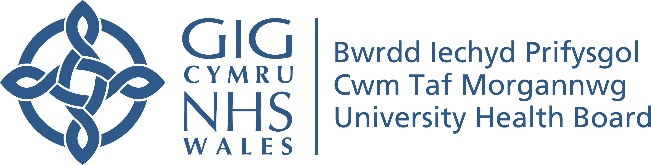 GIG
CYMRU
NHS
WALES
Bwrdd Iechyd Prifysgol
Cwm Taf Morgannwg
University Health Board